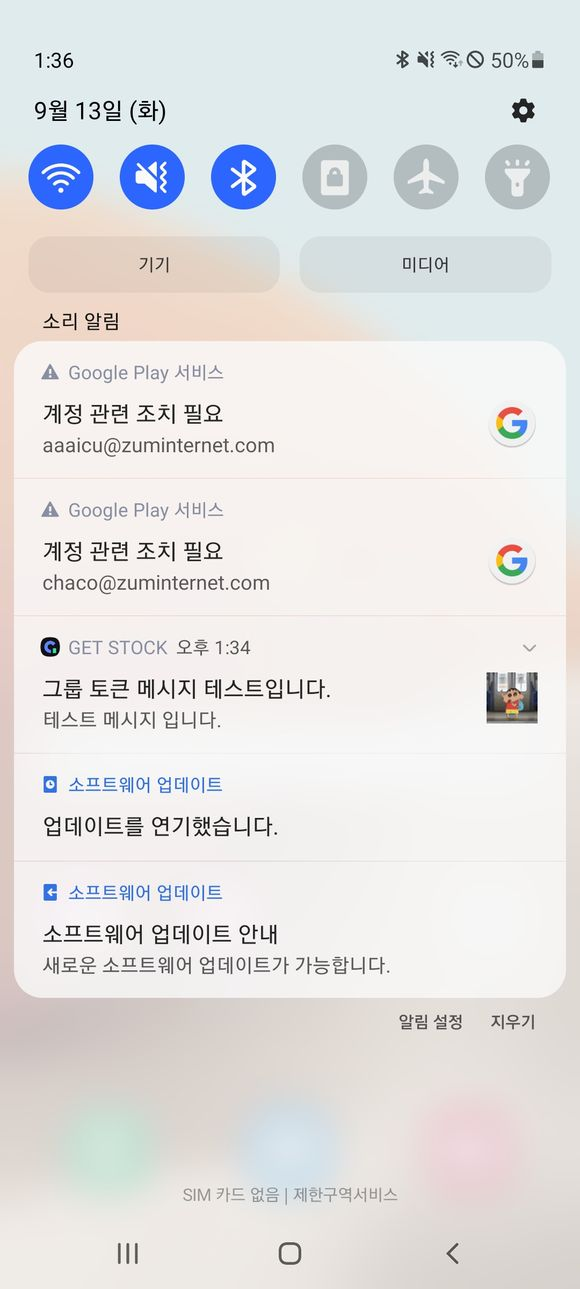 1:36
50%
9월 13일 (화)
기기
미디어
소리 알림
Google Play 서비스
계정 관련 조치 필요
aaaicu@zuminternet.com
Google Play 서비스
계정 관련 조치 필요
chaco@zuminternet.com
GET STOCK 오후 1:34
그룹 토큰 메시지 테스트입니다.
테스트 메시지 입니다.
소프트웨어 업데이트
업데이트를 연기했습니다.
소프트웨어 업데이트
소프트웨어 업데이트 안내
새로운 소프트웨어 업데이트가 가능합니다.
알림 설정
지우기
SIM 카드 없음 | 제한구역서비스